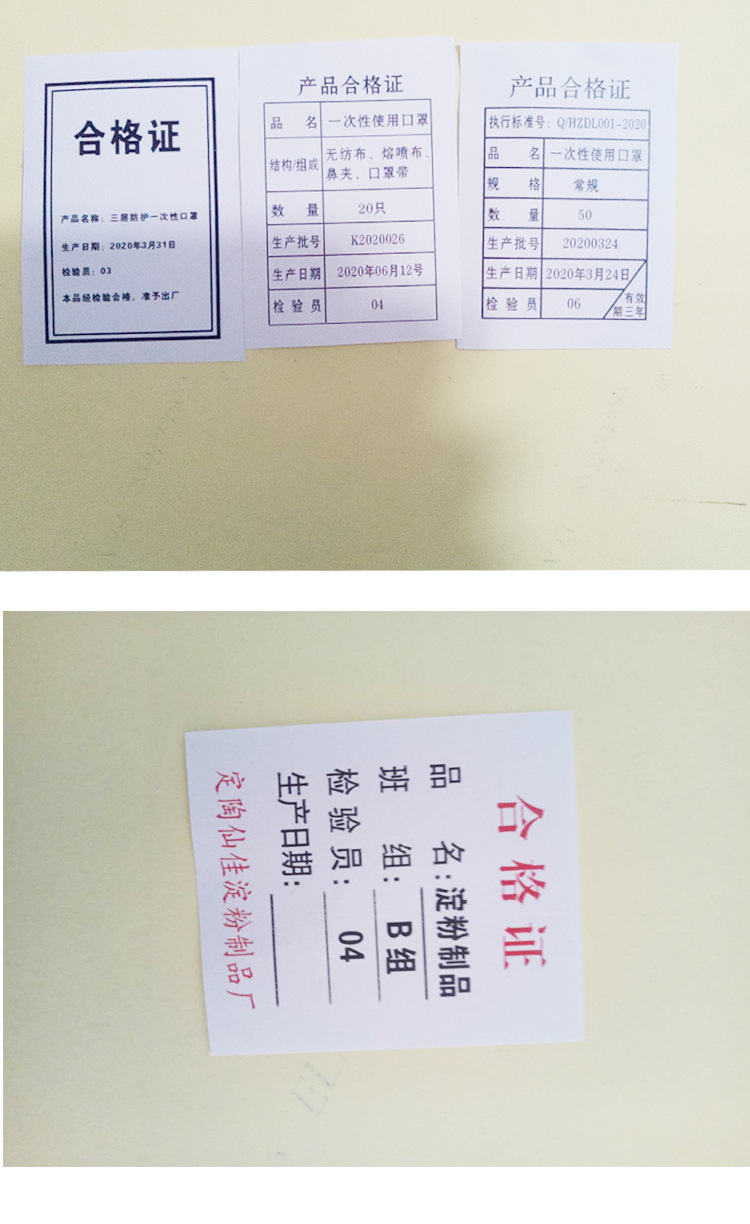 合格证
产品名称：三层防护一次性口罩
生产日期：2020年3月31日
检验员：03
本品经检验合格，准予出厂
产品合格证
品 名 一次性使用口罩
结构/组成 无纺布、熔喷布、
鼻夹、口罩带
数 量 20只
生产批号 K2020026
生产日期 2020年06月12号
检 验 员 04
产品合格证
执行标准号：Q/HZDL001-2020
品 名 一次性使用口罩
规 格 常规
数 量 50
生产批号 20200324
生产日期 2020年3月24日
检 验 员 06 有效
期三年
合格证
品 名：淀粉制品
班 组：B组
检 验 员：04
生产日期：
定陶仙佳淀粉制品厂